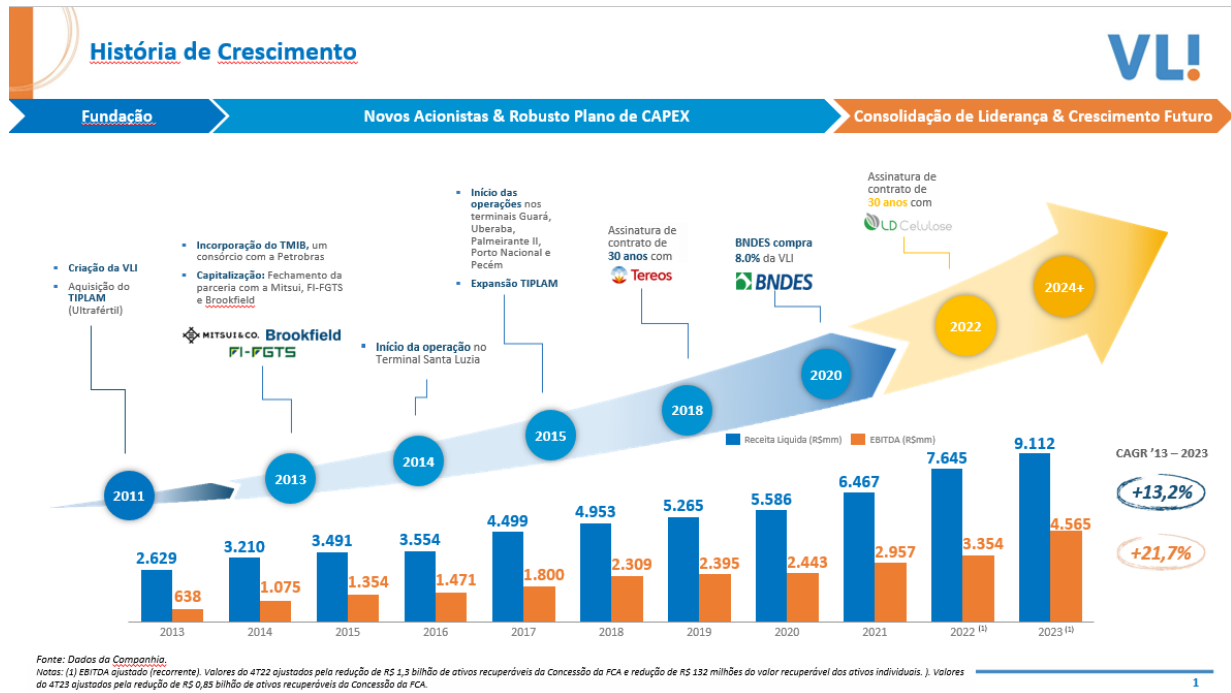 História de Crescimento
VL!
Fundação
Novos Acionistas & Robusto Plano de CAPEX
Consolidação de Liderança & Crescimento Futuro
▪ Criação da VLI
▪ Aquisição do
TIPLAM
(Ultrafértil)
▪ Incorporação do TMIB, um
consórcio com a Petrobras
▪ Capitalização: Fechamento da
parceria com a Mitsui, FI-FGTS
e Brookfield
MITSUI & CO. Brookfield
FI-FGTS
▪ Início da operação no
Terminal Santa Luzia
▪ Início das
operações nos
terminais Guará,
Uberaba,
Palmeirante II,
Porto Nacional e
Pecém
▪ Expansão TIPLAM
Assinatura de
contrato de
30 anos com
Tereos
BNDES compra
8.0% da VLI
BNDES
Assinatura de
contrato de
30 anos com
LD Celulose
2011
2013
2014
2015
2018
2020
2022
2024+
Receita Liquida (R$mm) EBITDA (R$mm)
CAGR '13 – 2023
+13,2%
+21,7%
2.629 3.210 3.491 3.554 4.499 4.953 5.265 5.586 6.467 7.645 9.112
638 1.075 1.354 1.471 1.800 2.309 2.395 2.443 2.957 3.354 4.565
2013 2014 2015 2016 2017 2018 2019 2020 2021 2022 (1) 2023 (1)
Fonte: Dados da Companhia.
Notas: (1) EBITDA ajustado (recorrente). Valores do 4T22 ajustados pela redução de R$ 1,3 bilhão de ativos recuperáveis da Concessão da FCA e redução de R$ 132 milhões do valor recuperável dos ativos individuais. ). Valores
do 4T23 ajustados pela redução de R$ 0,85 bilhão de ativos recuperáveis da Concessão da FCA.
1